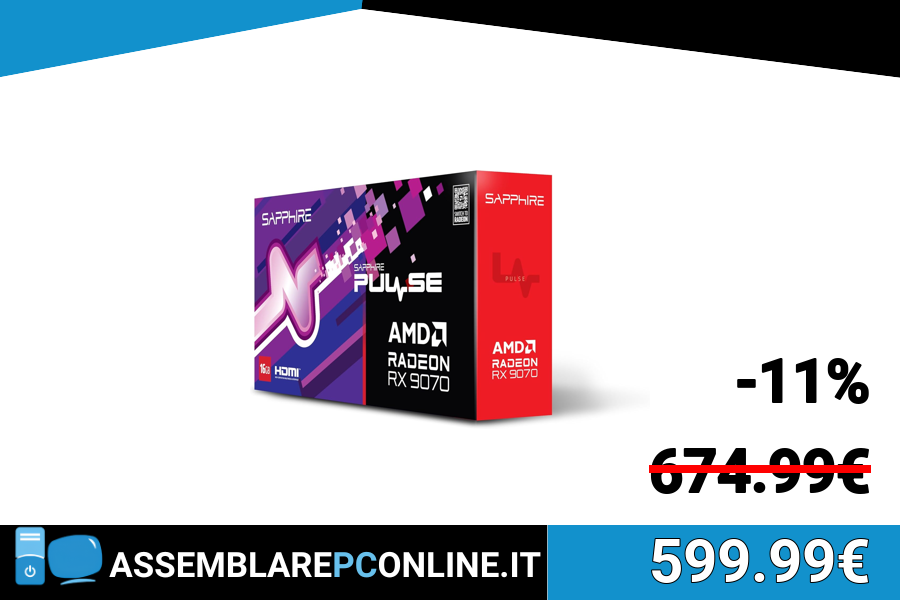 SAPPHIRE
SAPPHIRE
PULSE
AMD
RADEON
RX 9070
16GB
HDMI
SAPPHIRE
PULSE
AMD
RADEON
RX 9070
-11%
674.99€
ASSEMBLAREPCONLINE.IT
599.99€